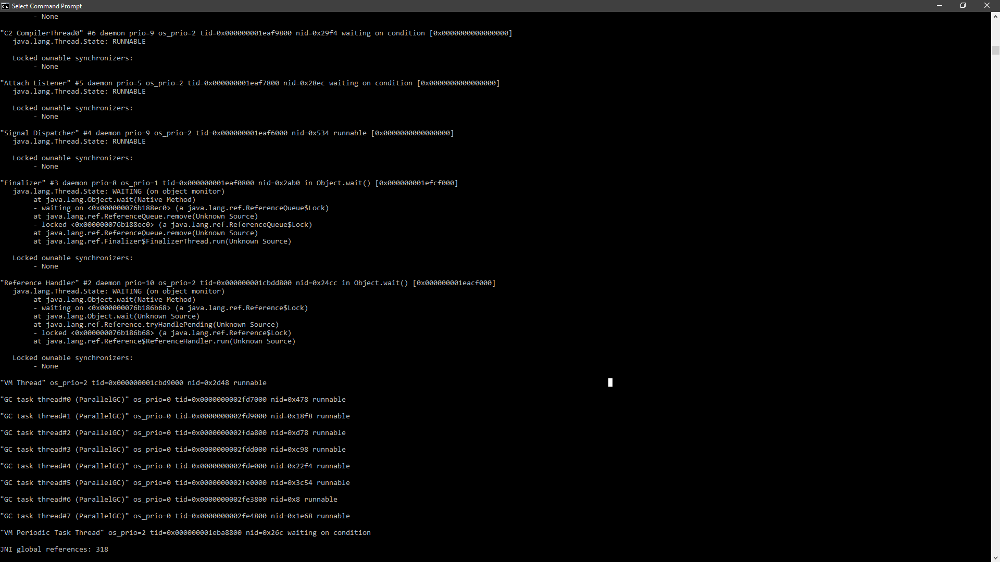 Select Command Prompt
- None
"C2 CompilerThread0" #6 daemon prio=9 os_prio=2 tid=0x000000001eaf9800 nid=0x29f4 waiting on condition [0x0000000000000000]
java.lang.Thread.State: RUNNABLE
Locked ownable synchronizers:
- None
"Attach Listener" #5 daemon prio=5 os_prio=2 tid=0x000000001eaf7800 nid=0x28ec waiting on condition [0x0000000000000000]
java.lang.Thread.State: RUNNABLE
Locked ownable synchronizers:
- None
"Signal Dispatcher" #4 daemon prio=9 os_prio=2 tid=0x000000001eaf6000 nid=0x534 runnable [0x0000000000000000]
java.lang.Thread.State: RUNNABLE
Locked ownable synchronizers:
- None
"Finalizer" #3 daemon prio=8 os_prio=1 tid=0x000000001eaf0800 nid=0x2ab0 in Object.wait() [0x000000001efcf000]
java.lang.Thread.State: WAITING (on object monitor)
at java.lang.Object.wait(Native Method)
- waiting on <0x000000076b188ec0> (a java.lang.ref.ReferenceQueue$Lock)
at java.lang.ref.ReferenceQueue.remove(Unknown Source)
- locked <0x000000076b188ec0> (a java.lang.ref.ReferenceQueue$Lock)
at java.lang.ref.ReferenceQueue.remove(Unknown Source)
at java.lang.ref.Finalizer$FinalizerThread.run(Unknown Source)
Locked ownable synchronizers:
- None
"Reference Handler" #2 daemon prio=10 os_prio=2 tid=0x000000001cbdd800 nid=0x24cc in Object.wait() [0x000000001eacf000]
java.lang.Thread.State: WAITING (on object monitor)
at java.lang.Object.wait(Native Method)
- waiting on <0x000000076b186b68> (a java.lang.ref.Reference$Lock)
at java.lang.Object.wait(Unknown Source)
at java.lang.ref.Reference.tryHandlePending(Unknown Source)
- locked <0x000000076b186b68> (a java.lang.ref.Reference$Lock)
at java.lang.ref.Reference$ReferenceHandler.run(Unknown Source)
Locked ownable synchronizers:
- None
"VM Thread" os_prio=2 tid=0x000000001cbd9000 nid=0x2d48 runnable
"GC task thread#0 (ParallelGC)" os_prio=0 tid=0x0000000002fd7000 nid=0x478 runnable
"GC task thread#1 (ParallelGC)" os_prio=0 tid=0x0000000002fd9000 nid=0x18f8 runnable
"GC task thread#2 (ParallelGC)" os_prio=0 tid=0x0000000002fda800 nid=0xd78 runnable
"GC task thread#3 (ParallelGC)" os_prio=0 tid=0x0000000002fdd000 nid=0xc98 runnable
"GC task thread#4 (ParallelGC)" os_prio=0 tid=0x0000000002fde000 nid=0x22f4 runnable
"GC task thread#5 (ParallelGC)" os_prio=0 tid=0x0000000002fe0000 nid=0x3c54 runnable
"GC task thread#6 (ParallelGC)" os_prio=0 tid=0x0000000002fe3800 nid=0x8 runnable
"GC task thread#7 (ParallelGC)" os_prio=0 tid=0x0000000002fe4800 nid=0x1e68 runnable
"VM Periodic Task Thread" os_prio=2 tid=0x000000001eba8800 nid=0x26c waiting on condition
JNI global references: 318